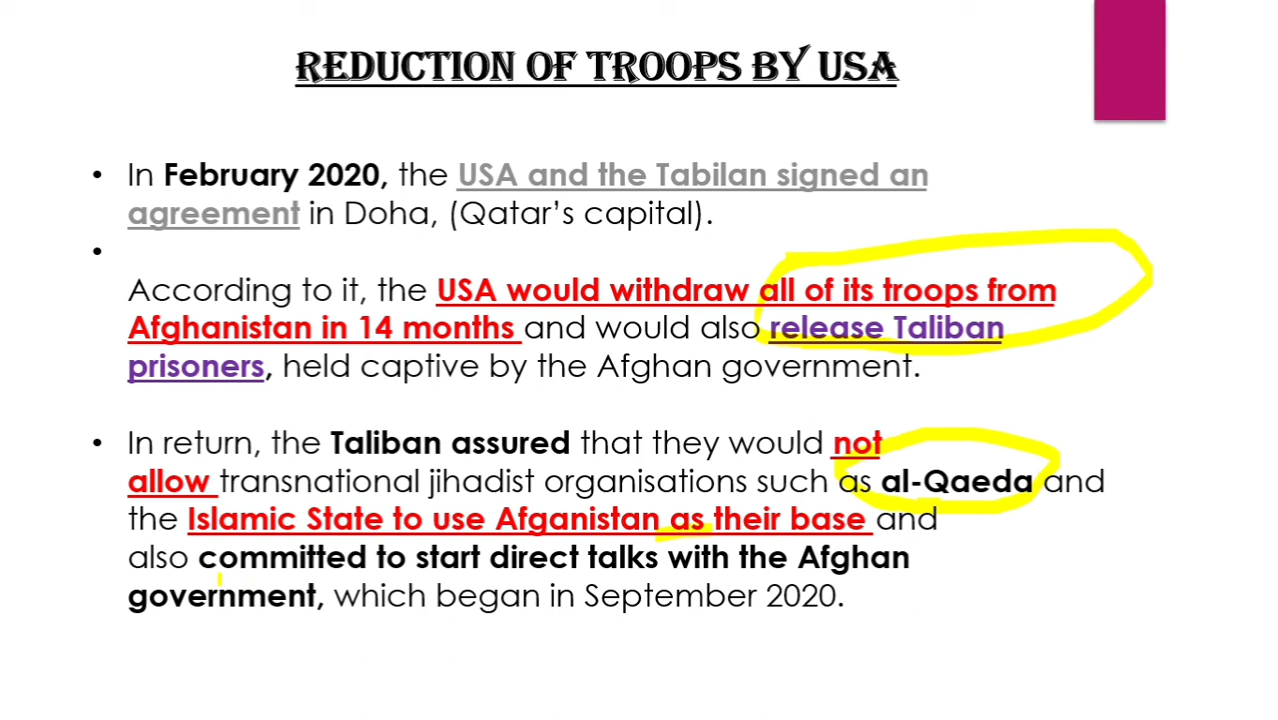 REDUCTION OF TROOPS BY USA
• In February 2020, the USA and the Tabilan signed an
agreement in Doha, (Qatar’s capital).
•
According to it, the USA would withdraw all of its troops from
Afghanistan in 14 months and would also release Taliban
prisoners, held captive by the Afghan government.
• In return, the Taliban assured that they would not
allow transnational jihadist organisations such as al-Qaeda and
the Islamic State to use Afganistan as their base and
also committed to start direct talks with the Afghan
government, which began in September 2020.